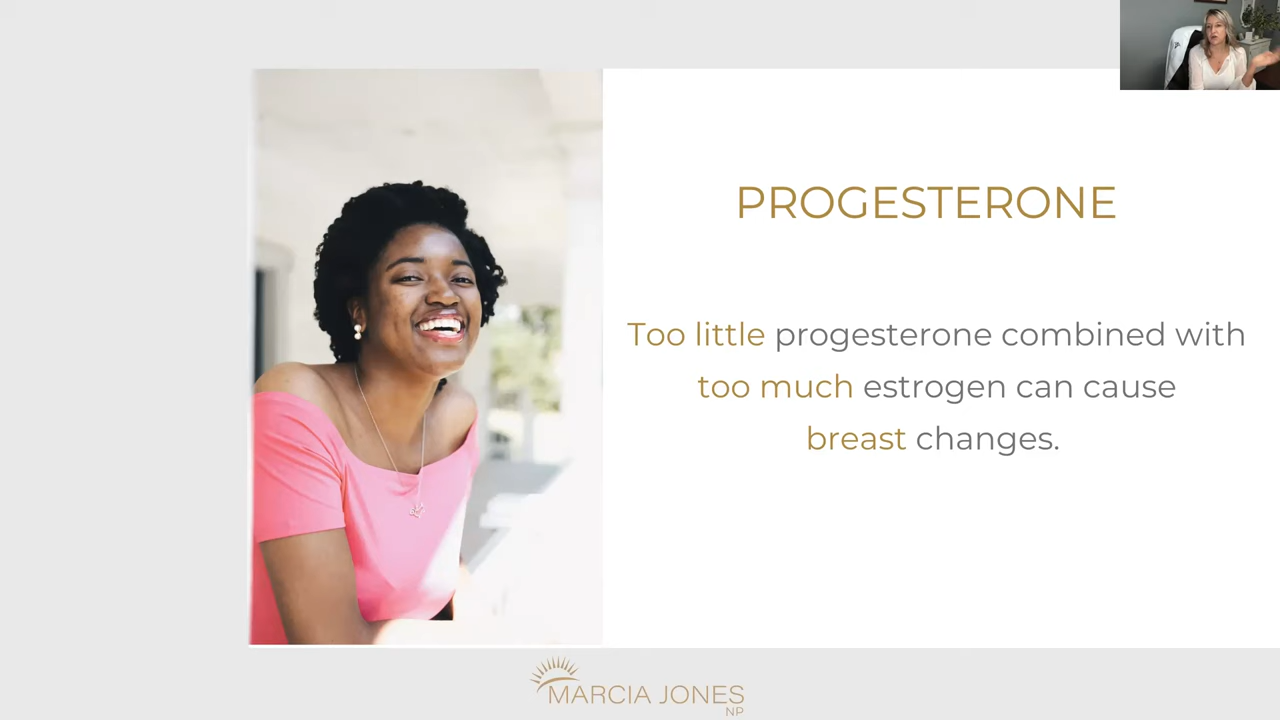 PROGESTERONE
Too little progesterone combined with
too much estrogen can cause
breast changes.
MARCIA JONES
NP